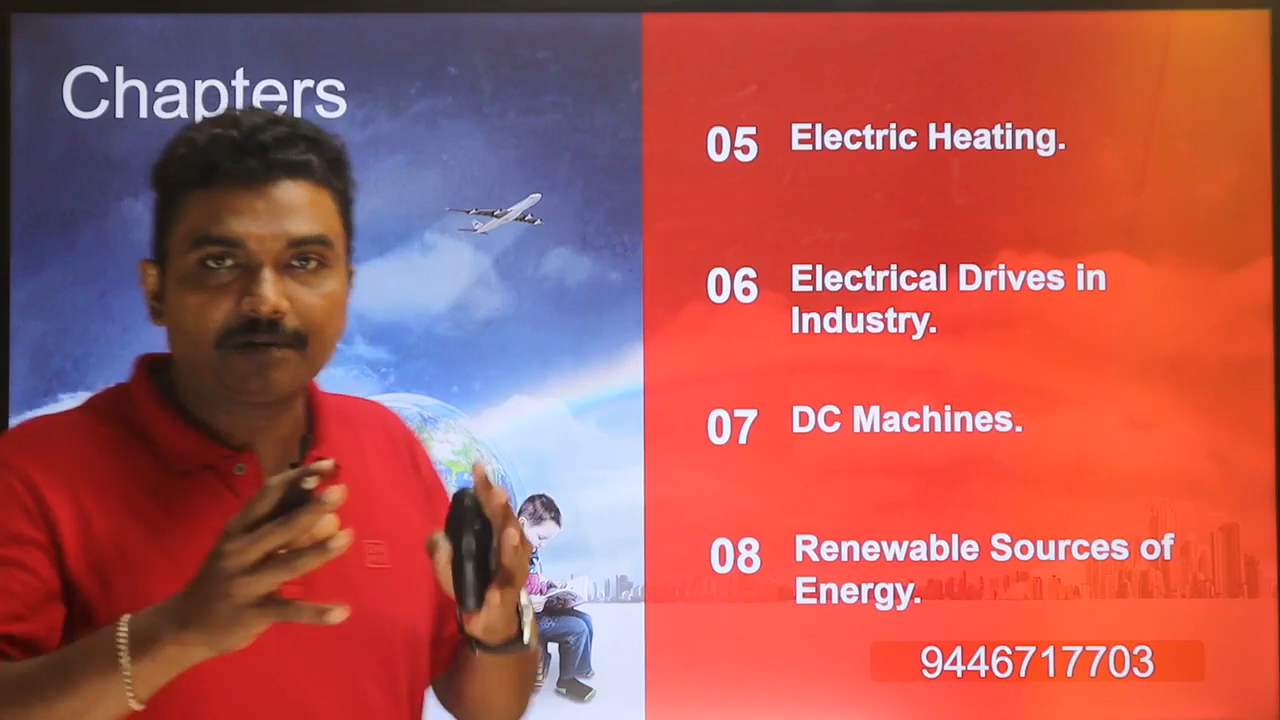 Chapters
05 Electric Heating.
06 Electrical Drives in
Industry.
07 DC Machines.
08 Renewable Sources of
Energy.
9446717703